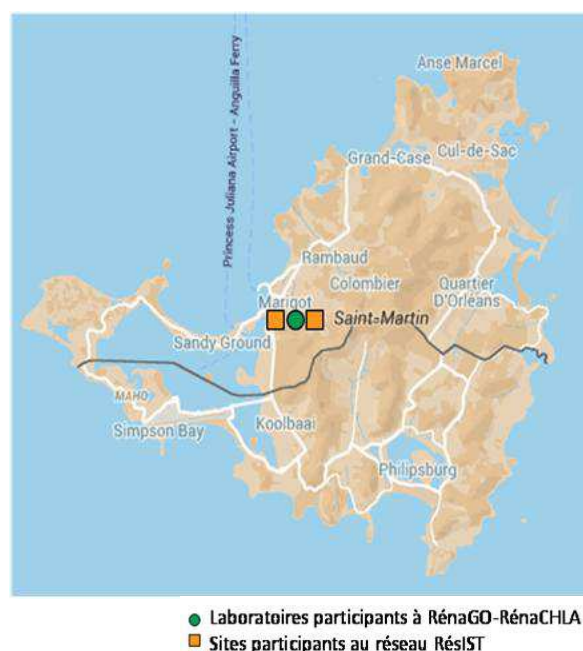 Anse Marcel
Cul-de-Sac
Grand-Case
Princess Juliana Airport - Anguilla Ferry
Rambaud
Colombier
Quartier
D'Orléans
Marigot
Saint-Martin
Sandy Ground
MAHO
Simpson Bay
Koolbaai
Philipsburg
Laboratoires participants à RénaGO-RénaCHLA
Sites participants au réseau RésIST